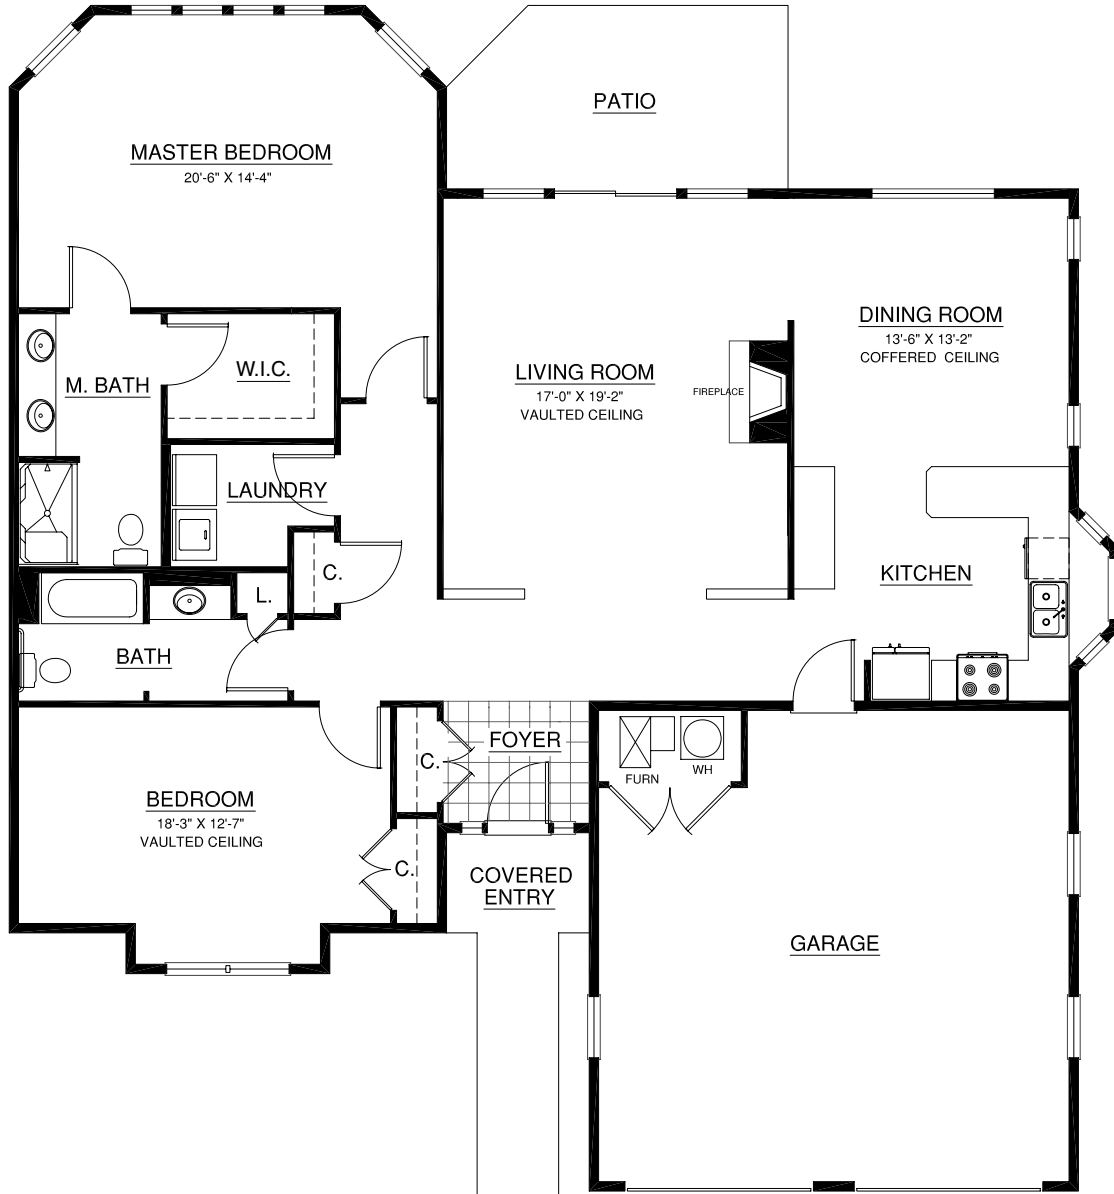 PATIO
MASTER BEDROOM
20'-6" X 14'-4"
DINING ROOM
13'-6" X 13'-2"
COFFERED CEILING
LIVING ROOM
17'-0" X 19'-2"
VAULTED CEILING
FIREPLACE
W.I.C.
M. BATH
LAUNDRY
C.
KITCHEN
L.
BATH
FOYER
C.
FURN
WH
BEDROOM
18'-3" X 12'-7"
VAULTED CEILING
C.
COVERED
ENTRY
GARAGE